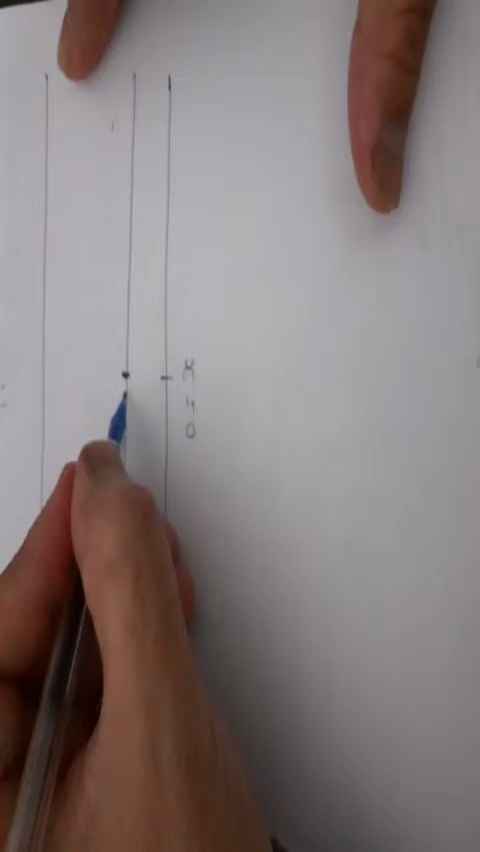 x = 0